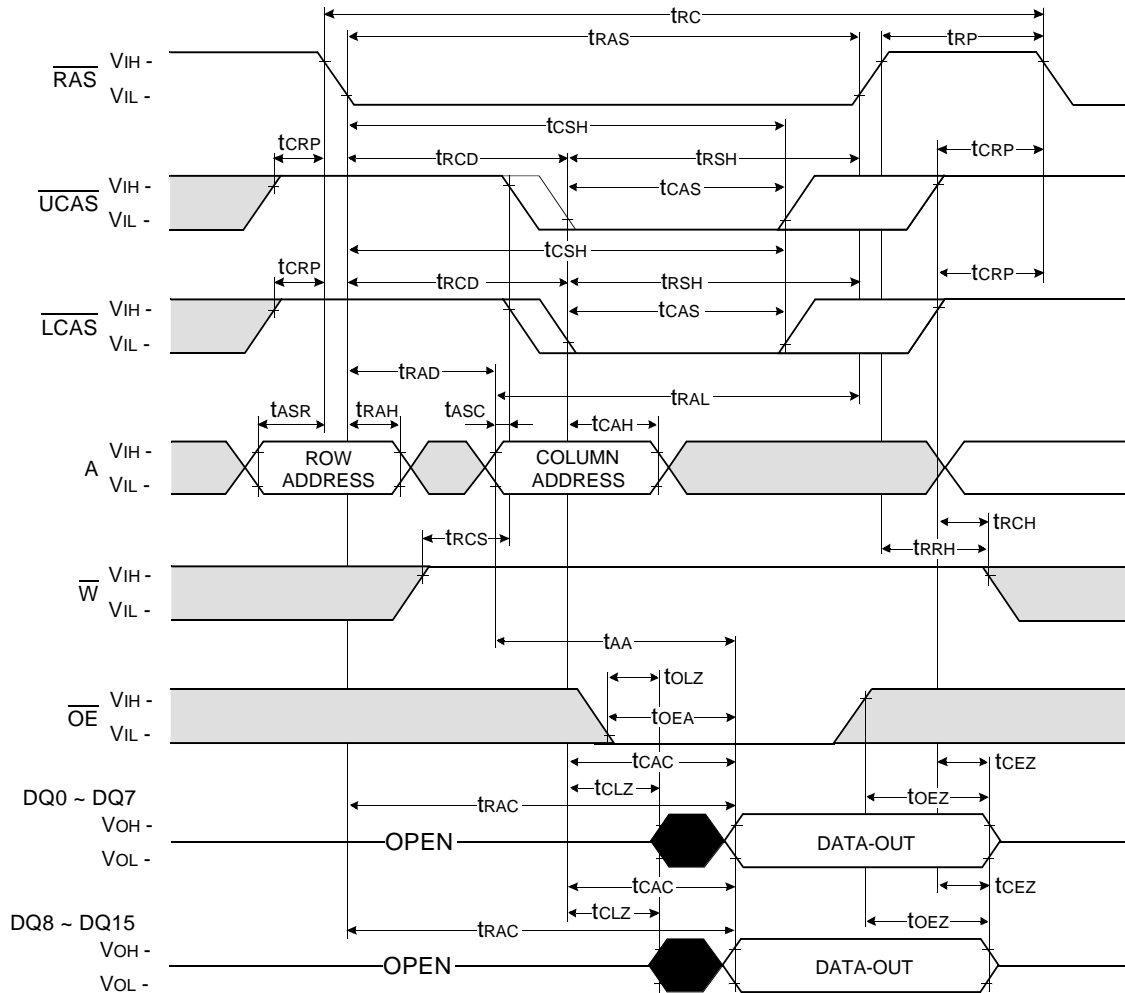 tRC
tRAS
tRP
RAS
VIH -
VIL -
tCSH
tCRP
tRCD
tRSH
tCRP
UCAS
VIH -
VIL -
tCAS
tCSH
tCRP
tRCD
tRSH
tCRP
LCAS
VIH -
VIL -
tCAS
tRAD
tRAL
tASR
tRAH
tASC
tCAH
A
VIH -
VIL -
ROW
ADDRESS
COLUMN
ADDRESS
tRCS
tRCH
tRRH
W
VIH -
VIL -
tAA
tOLZ
tOEA
OE
VIH -
VIL -
tCAC
tCEZ
tCLZ
tOEZ
DQ0 ~ DQ7
tRAC
VOH -
VOL -
OPEN
DATA-OUT
tCAC
tCEZ
tCLZ
tOEZ
DQ8 ~ DQ15
tRAC
VOH -
VOL -
OPEN
DATA-OUT